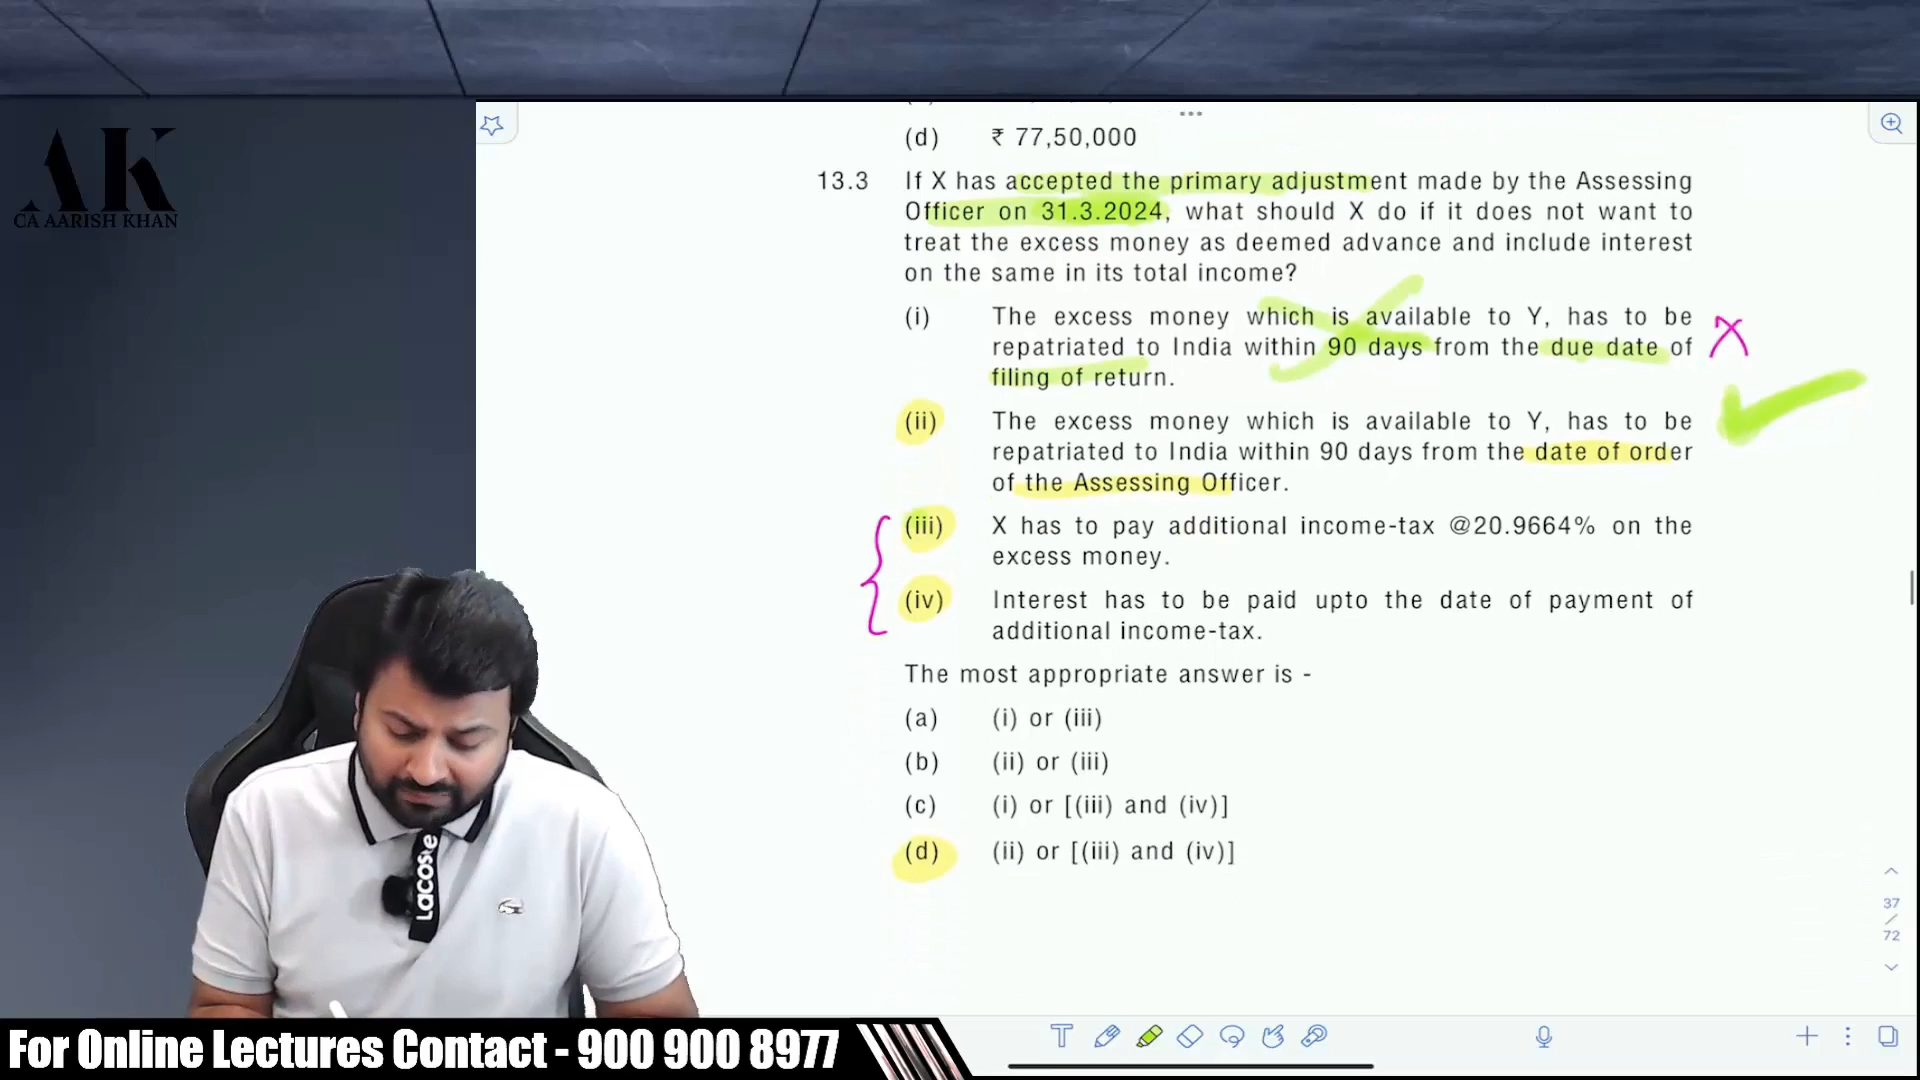 AK
CA AARISH KHAN
(d) ₹ 77,50,000
13.3 If X has accepted the primary adjustment made by the Assessing
Officer on 31.3.2024, what should X do if it does not want to
treat the excess money as deemed advance and include interest
on the same in its total income?
(i) The excess money which is available to Y, has to be
repatriated to India within 90 days from the due date of
filing of return.
(ii) The excess money which is available to Y, has to be
repatriated to India within 90 days from the date of order
of the Assessing Officer.
(iii) X has to pay additional income-tax @20.9664% on the
excess money.
(iv) Interest has to be paid upto the date of payment of
additional income-tax.
The most appropriate answer is -
(a) (i) or (iii)
(b) (ii) or (iii)
(c) (i) or [(iii) and (iv)]
(d) (ii) or [(iii) and (iv)]
37
/
72
Lacoste
For Online Lectures Contact - 900 900 8977